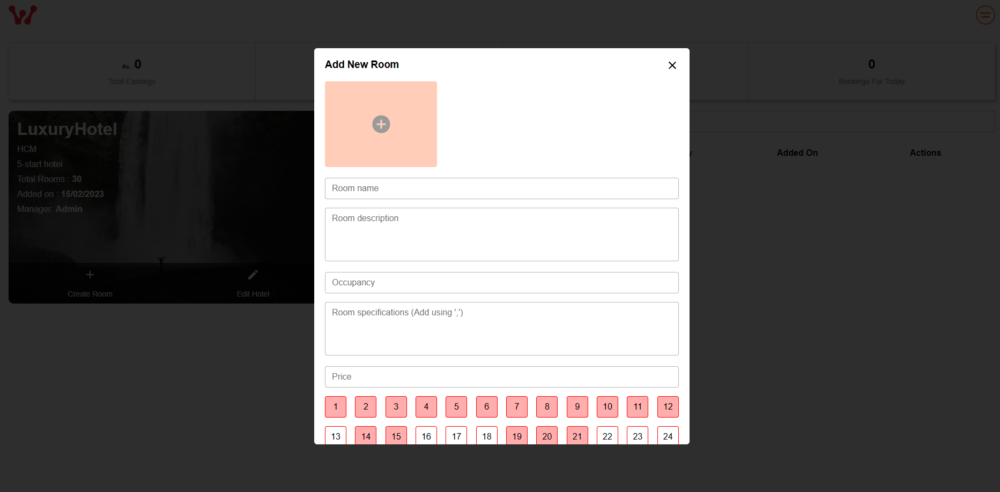 Rs. 0
Total Earnings
0
Bookings For Today
LuxuryHotel
HCM
5-start hotel
Total Rooms : 30
Added on : 15/02/2023
Manager: Admin
Create Room
Edit Hotel
Add New Room
Room name
Room description
Occupancy
Room specifications (Add using ',')
Price
1 2 3 4 5 6 7 8 9 10 11 12
13 14 15 16 17 18 19 20 21 22 23 24
Added On
Actions